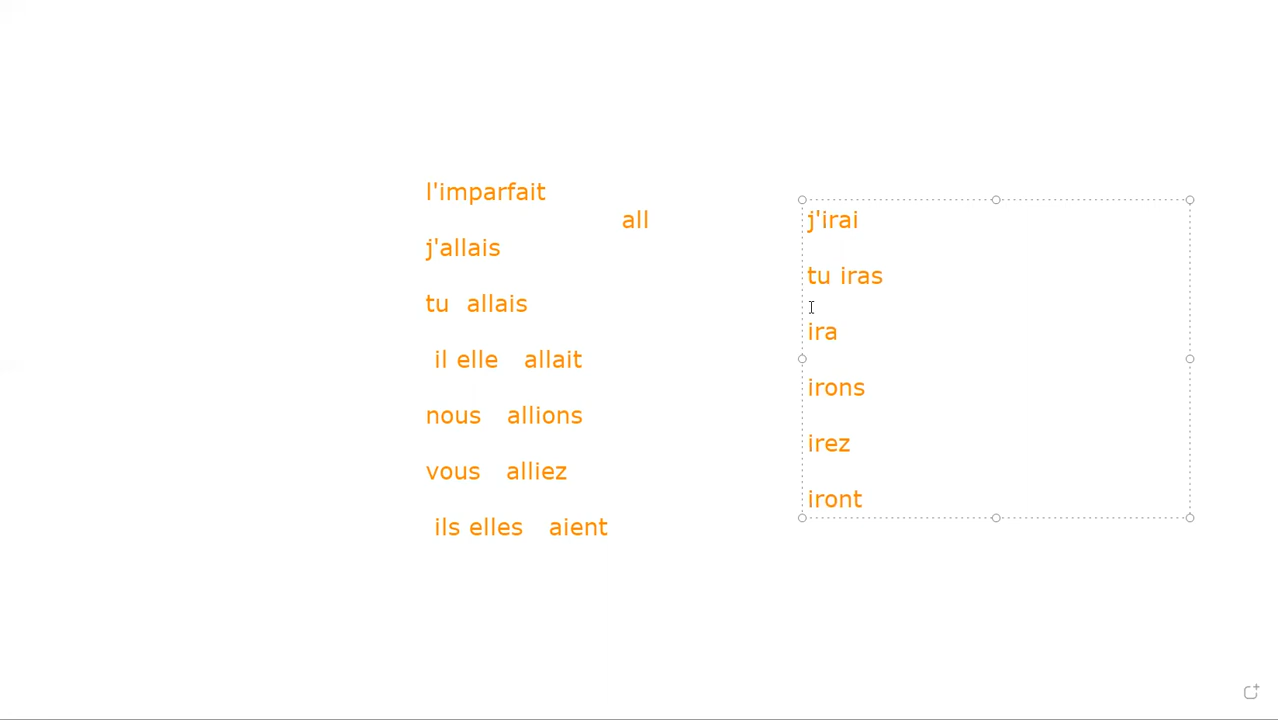 l'imparfait
all
j'allais
tu allais
il elle allait
nous allions
vous alliez
ils elles aient
j'irai
tu iras
ira
irons
irez
iront